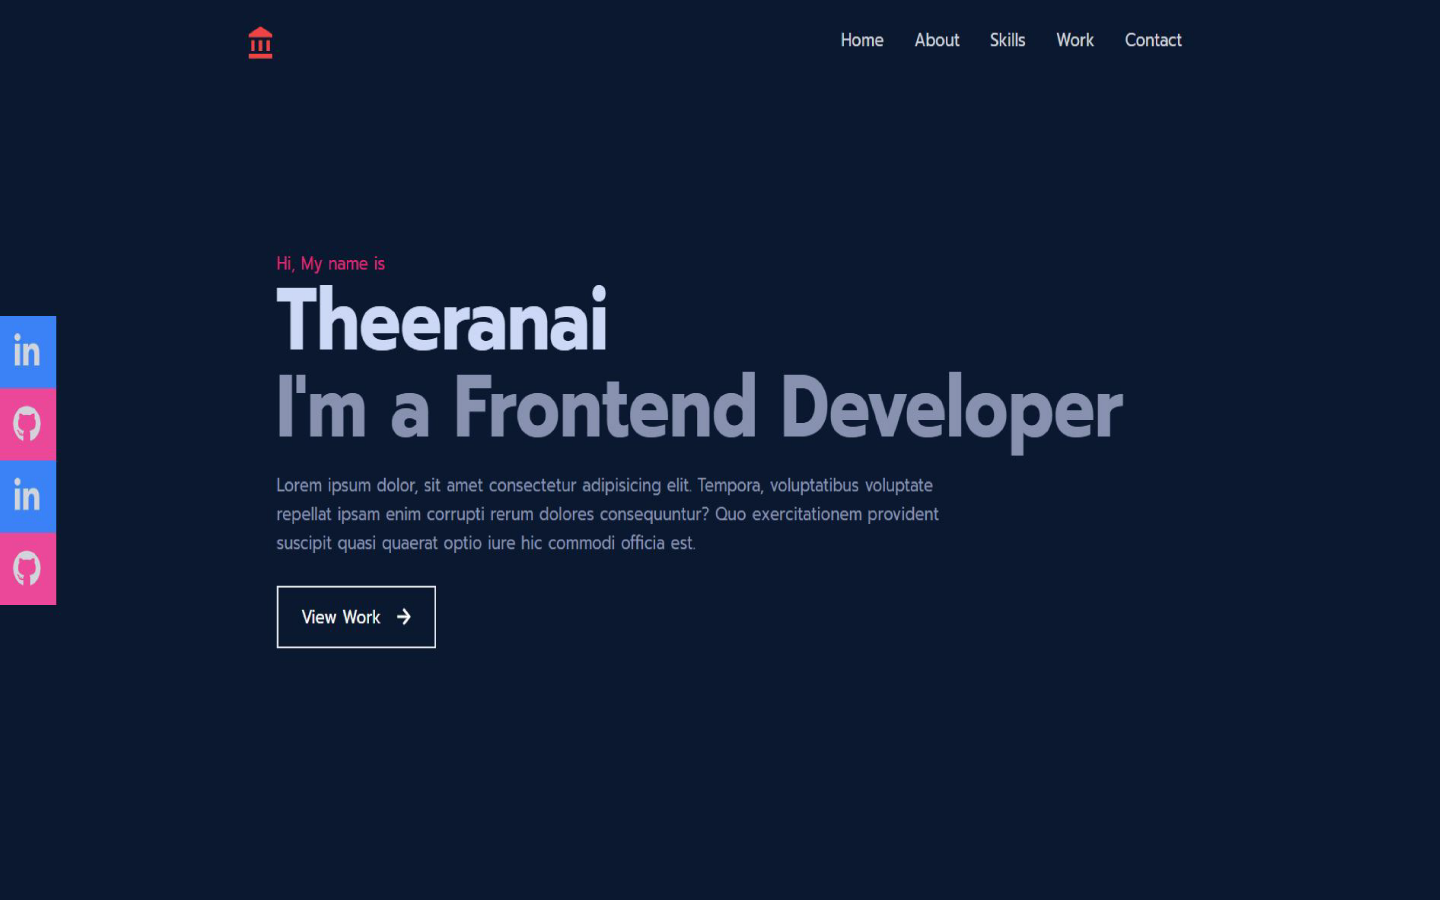 Home About Skills Work Contact
Hi, My name is
Theeranai
I'm a Frontend Developer
in
in
Lorem ipsum dolor, sit amet consectetur adipisicing elit. Tempora, voluptatibus voluptate
repellat ipsam enim corrupti rerum dolores consequuntur? Quo exercitationem provident
suscipit quasi quaerat optio iure hic commodi officia est.
View Work